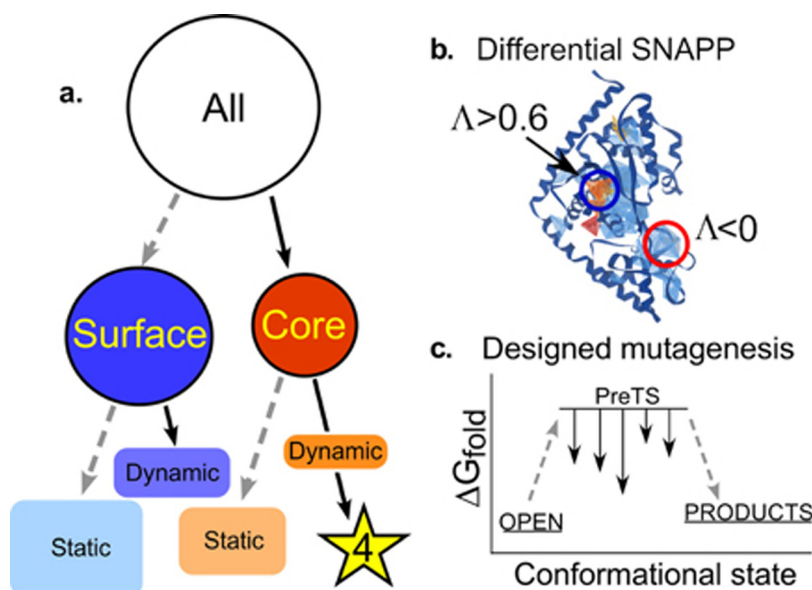 a.
All
Surface
Core
Dynamic
Dynamic
Static
Static
4
b. Differential SNAPP
Λ>0.6
Λ<0
c. Designed mutagenesis
PreTS
ΔGfold
OPEN
PRODUCTS
Conformational state